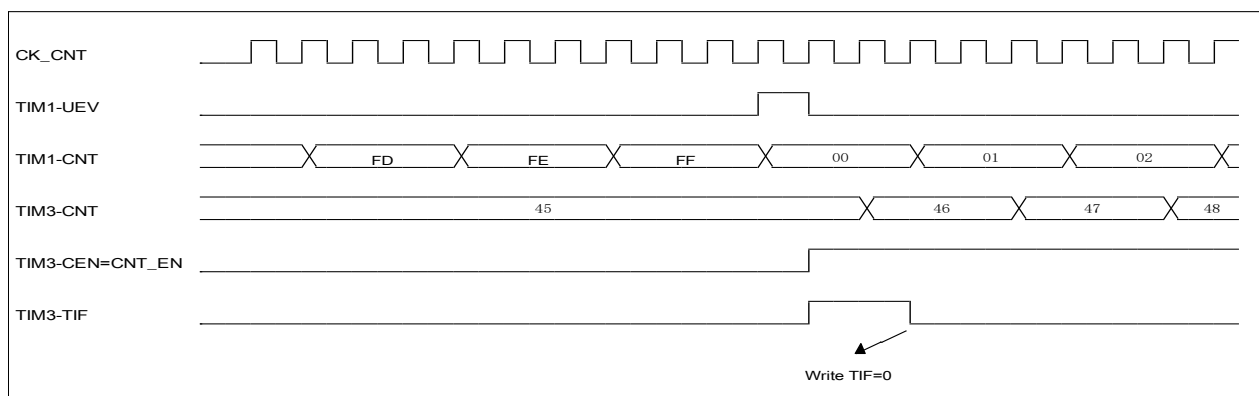 CK_CNT
TIM1-UEV
TIM1-CNT FD FE FF 00 01 02
TIM3-CNT 45 46 47 48
TIM3-CEN=CNT_EN
TIM3-TIF
Write TIF=0